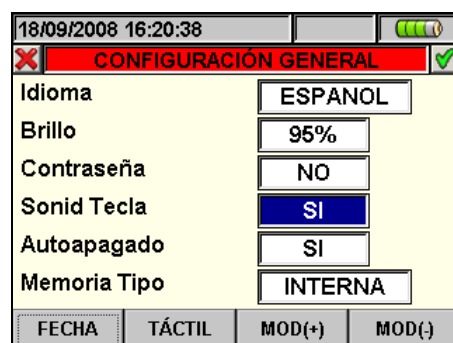 18/09/2008 16:20:38
CONFIGURACIÓN GENERAL
Idioma ESPANOL
Brillo 95%
Contraseña NO
Sonid Tecla SI
Autoapagado SI
Memoria Tipo INTERNA
FECHA TÁCTIL MOD(+) MOD(-)